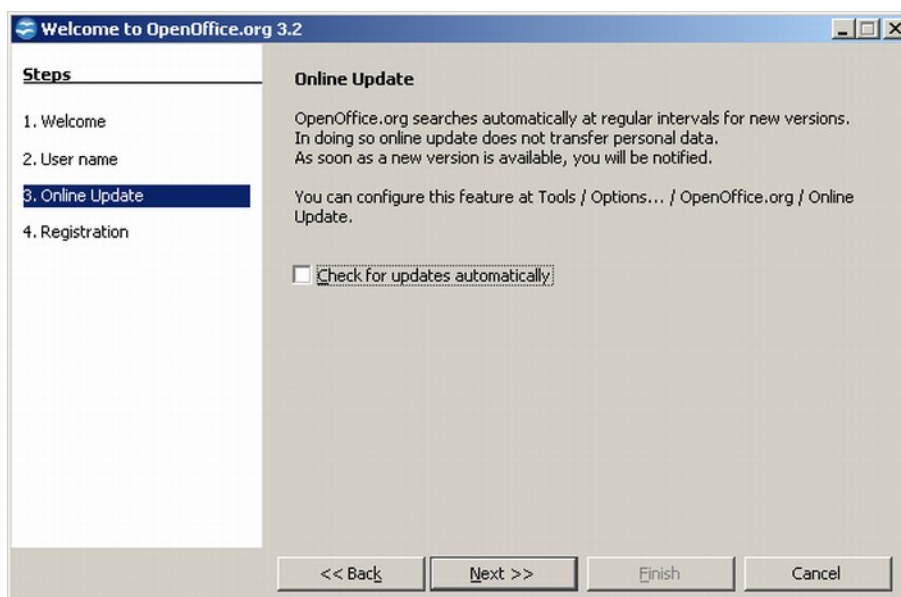 Welcome to OpenOffice.org 3.2
Steps
1. Welcome
2. User name
3. Online Update
4. Registration
Online Update
OpenOffice.org searches automatically at regular intervals for new versions.
In doing so online update does not transfer personal data.
As soon as a new version is available, you will be notified.
You can configure this feature at Tools / Options... / OpenOffice.org / Online
Update.
Check for updates automatically
<< Back
Next >>
Finish
Cancel